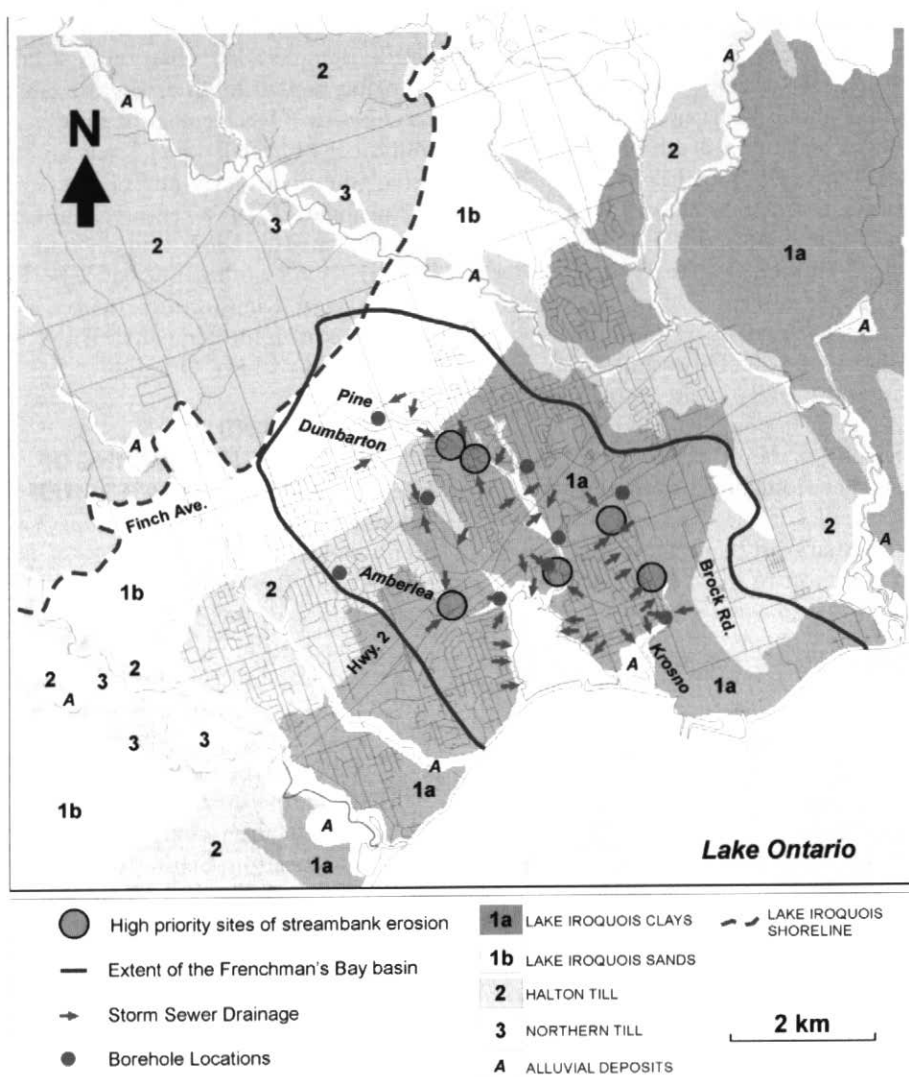 2
A
N
3
3
2
1b
A
2
A
1a
A
Pine
Dumbarton
1a
A
Finch Ave.
2
A
1b
2
Amberlea
Brock Rd.
Hwy. 2
2
3
2
A
A
Krosno
1a
3
3
A
1a
1b
A
2
1a
Lake Ontario
High priority sites of streambank erosion
Extent of the Frenchman's Bay basin
Storm Sewer Drainage
Borehole Locations
1a LAKE IROQUOIS CLAYS
1b LAKE IROQUOIS SANDS
2 HALTON TILL
3 NORTHERN TILL
A ALLUVIAL DEPOSITS
LAKE IROQUOIS
SHORELINE
2 km